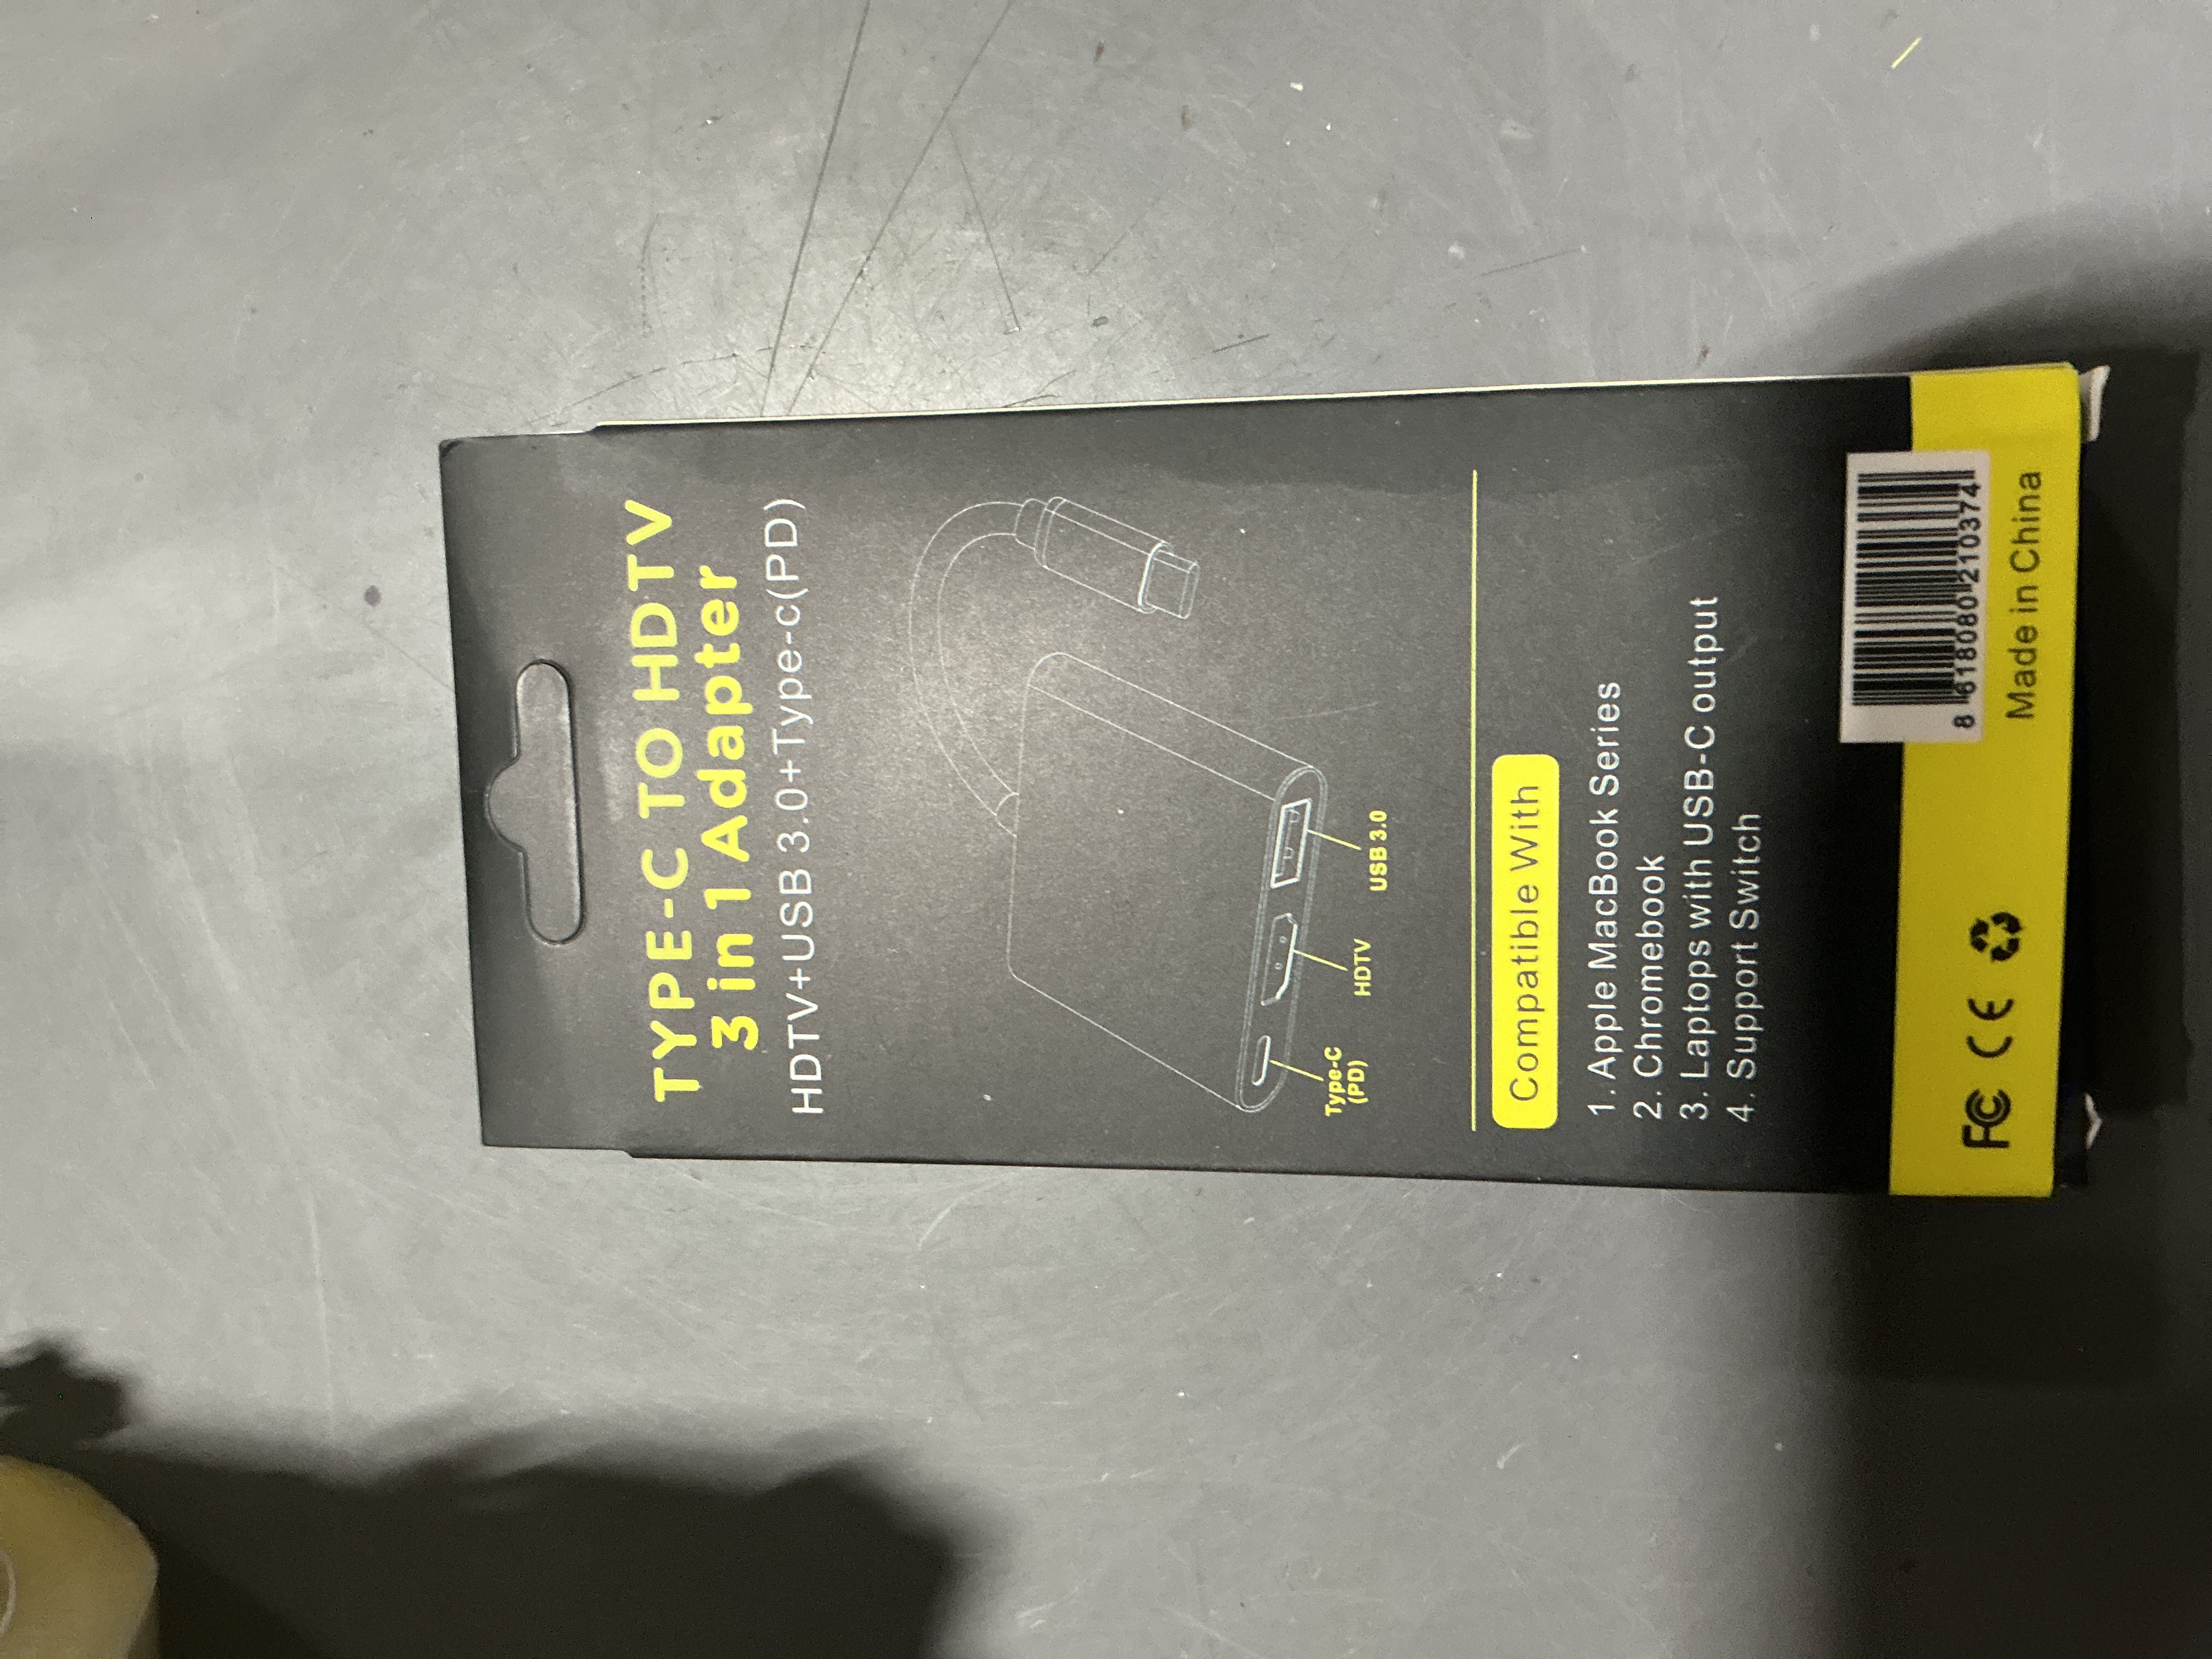 TYPE-C TO HDTV
3 in 1 Adapter
HDTV+USB 3.0+Type-c(PD)
Type-C
(PD)
HDTV
USB 3.0
Compatible With
1. Apple MacBook Series
2. Chromebook
3. Laptops with USB-C output
4. Support Switch
FC CE
8 618080 210374
Made in China